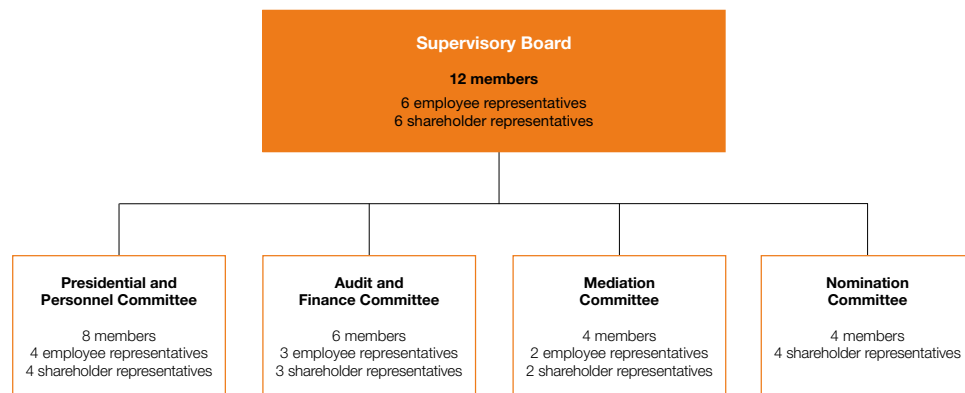 Supervisory Board
12 members
6 employee representatives
6 shareholder representatives
Presidential and
Personnel Committee
8 members
4 employee representatives
4 shareholder representatives
Audit and
Finance Committee
6 members
3 employee representatives
3 shareholder representatives
Mediation
Committee
4 members
2 employee representatives
2 shareholder representatives
Nomination
Committee
4 members
4 shareholder representatives